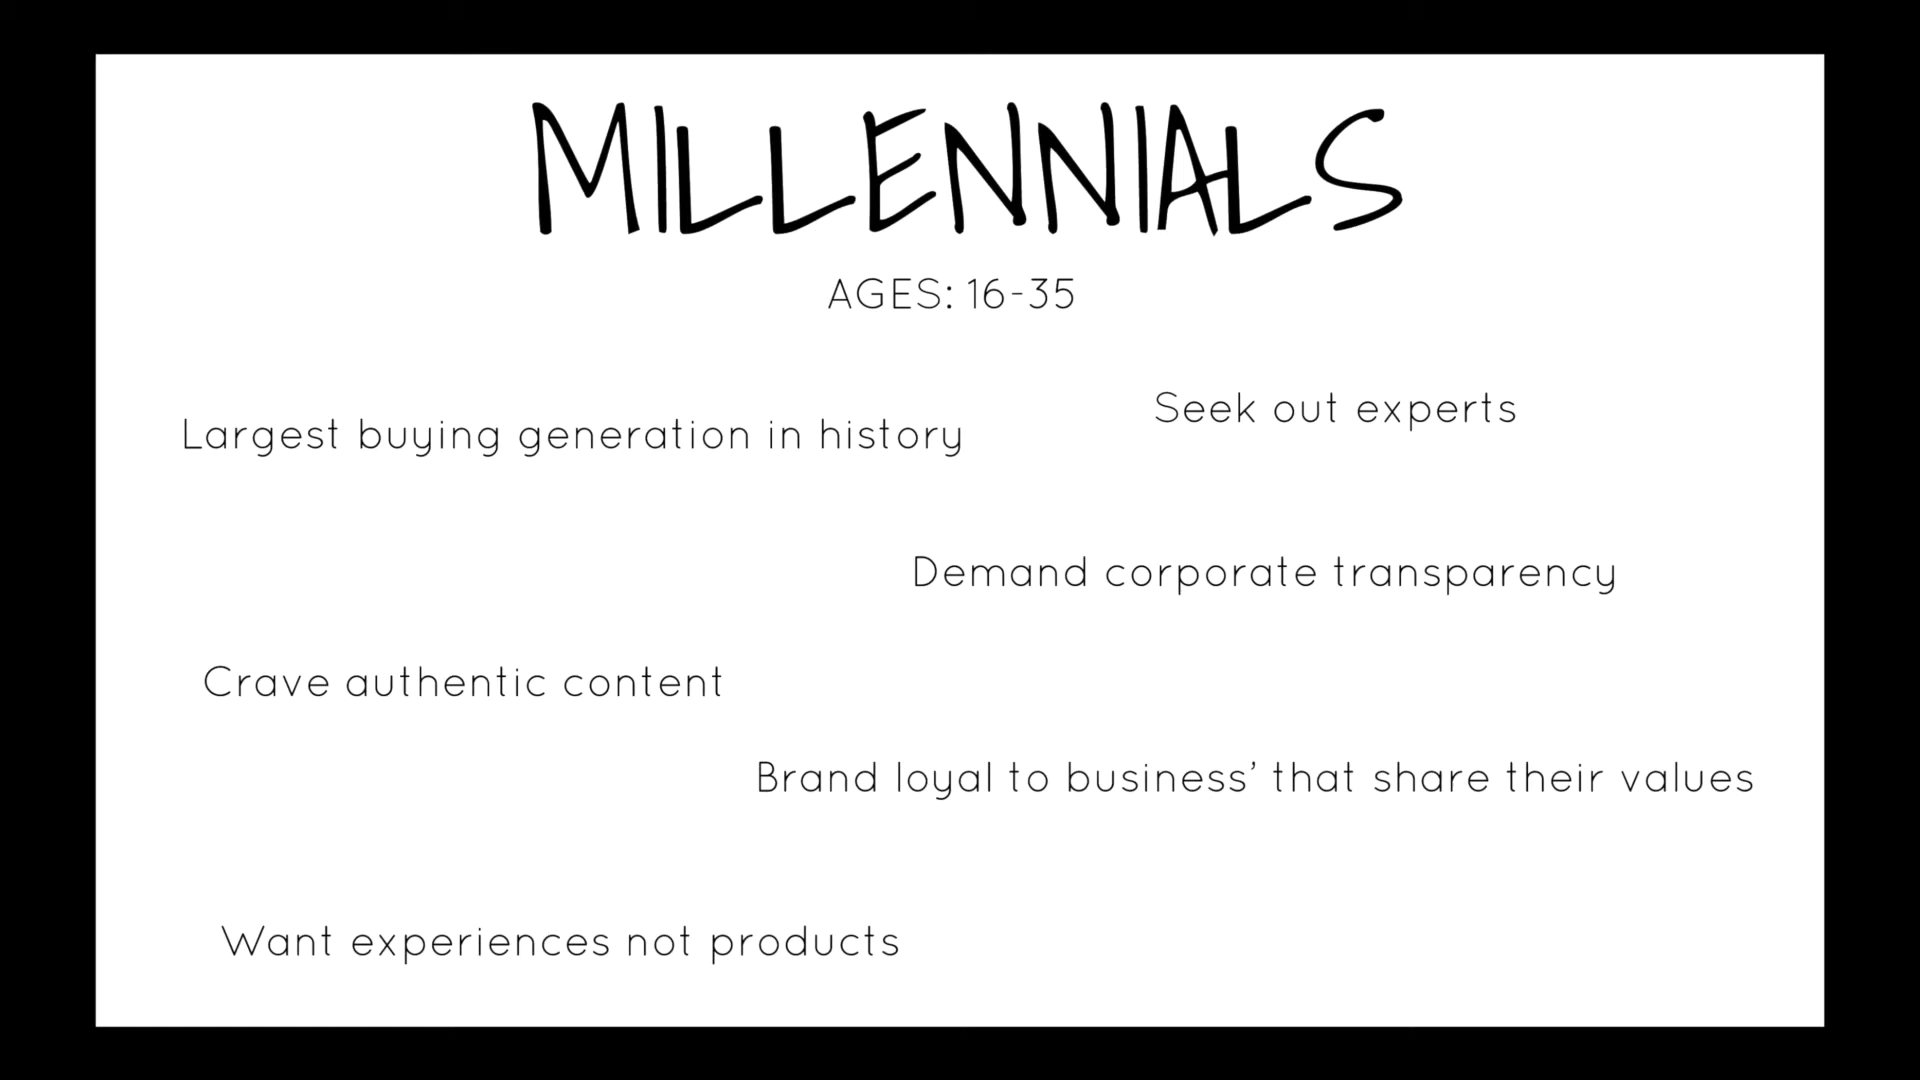 MILLENNIALS
AGES: 16-35
Seek out experts
Largest buying generation in history
Demand corporate transparency
Crave authentic content
Brand loyal to business’ that share their values
Want experiences not products